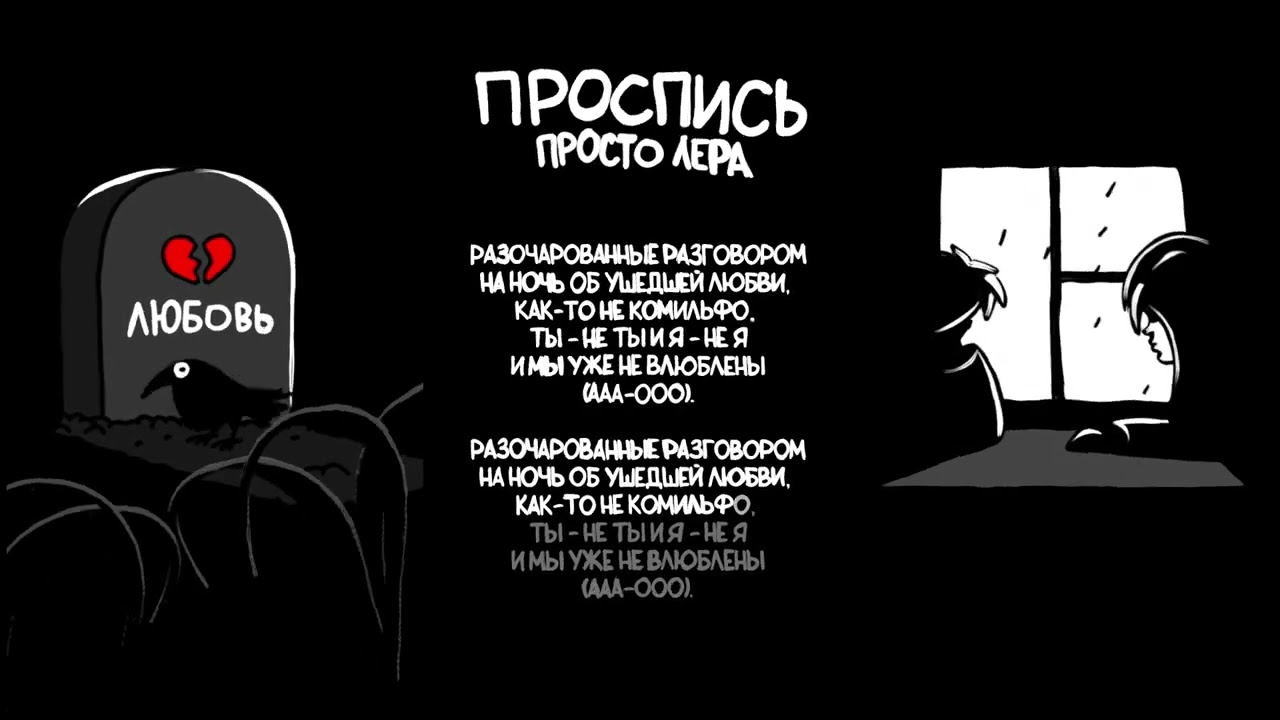 ПРОСПИСЬ
ПРОСТО ЛЕРА
ЛЮБОВЬ
РАЗОЧАРОВАННЫЕ РАЗГОВОРОМ
НА НОЧЬ ОБ УШЕДШЕЙ ЛЮБВИ,
КАК-ТО НЕ КОМИЛЬФО.
ТЫ - НЕ ТЫ И Я - НЕ Я
И МЫ УЖЕ НЕ ВЛЮБЛЕНЫ
(ААА-ООО).
РАЗОЧАРОВАННЫЕ РАЗГОВОРОМ
НА НОЧЬ ОБ УШЕДШЕЙ ЛЮБВИ,
КАК-ТО НЕ КОМИЛЬФО.
ТЫ - НЕ ТЫ И Я - НЕ Я
И МЫ УЖЕ НЕ ВЛЮБЛЕНЫ
(ААА-ООО).